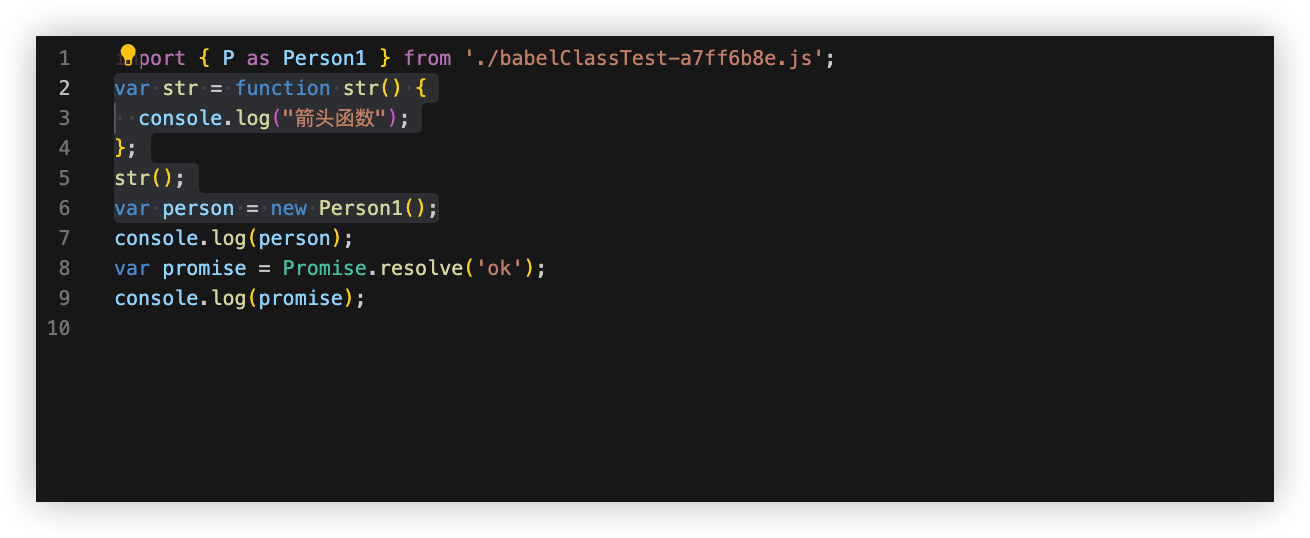 1 import { P as Person1 } from './babelClassTest-a7ff6b8e.js';
2 var str = function str() {
3   console.log("箭头函数");
4 };
5 str();
6 var person = new Person1();
7 console.log(person);
8 var promise = Promise.resolve('ok');
9 console.log(promise);
10